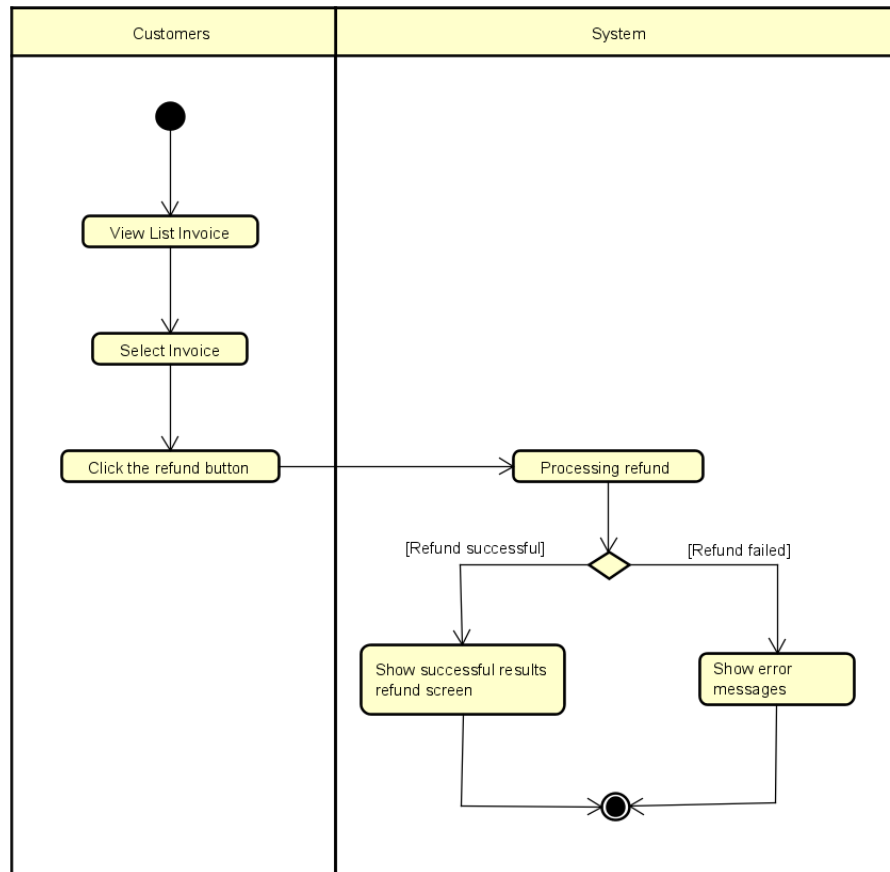 Customers
System
View List Invoice
Select Invoice
Click the refund button
Processing refund
[Refund successful]
[Refund failed]
Show successful results
refund screen
Show error
messages